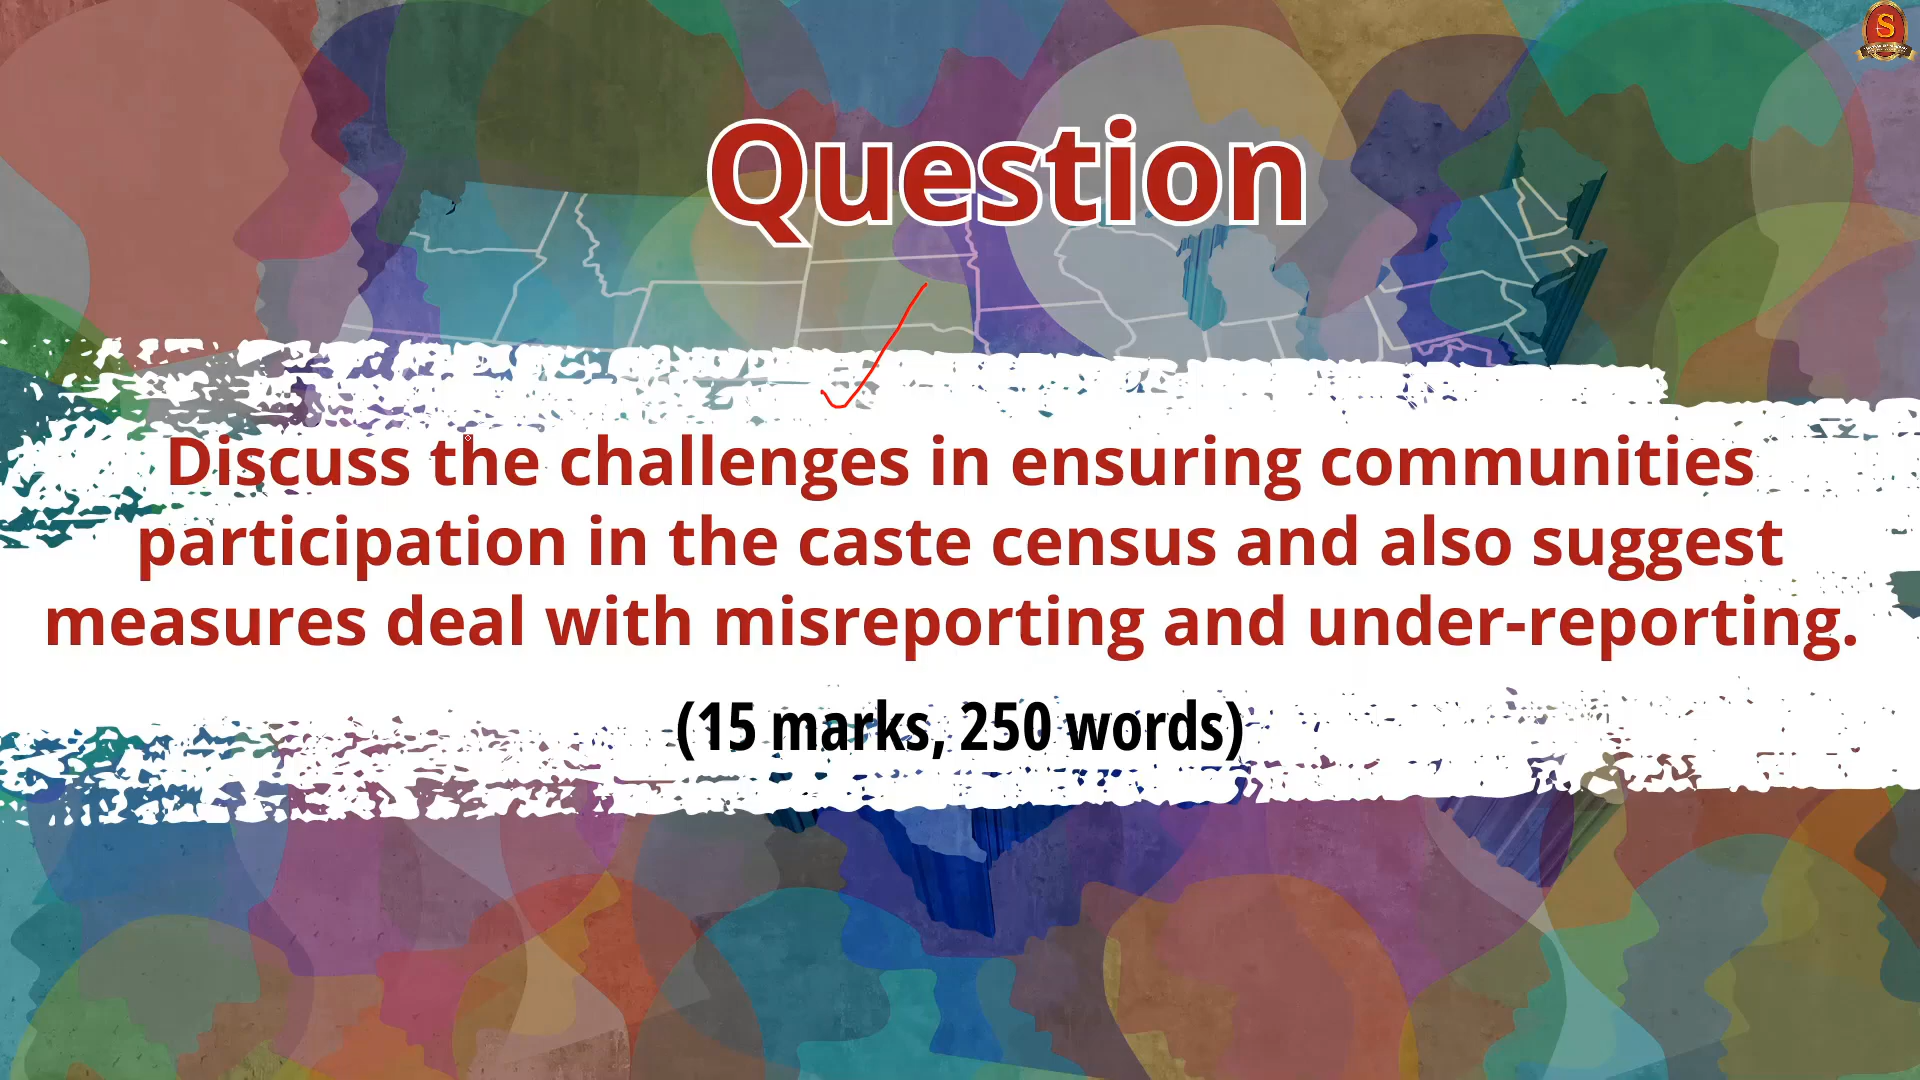 S
Question
Discuss the challenges in ensuring communities
participation in the caste census and also suggest
measures deal with misreporting and under-reporting.
(15 marks, 250 words)